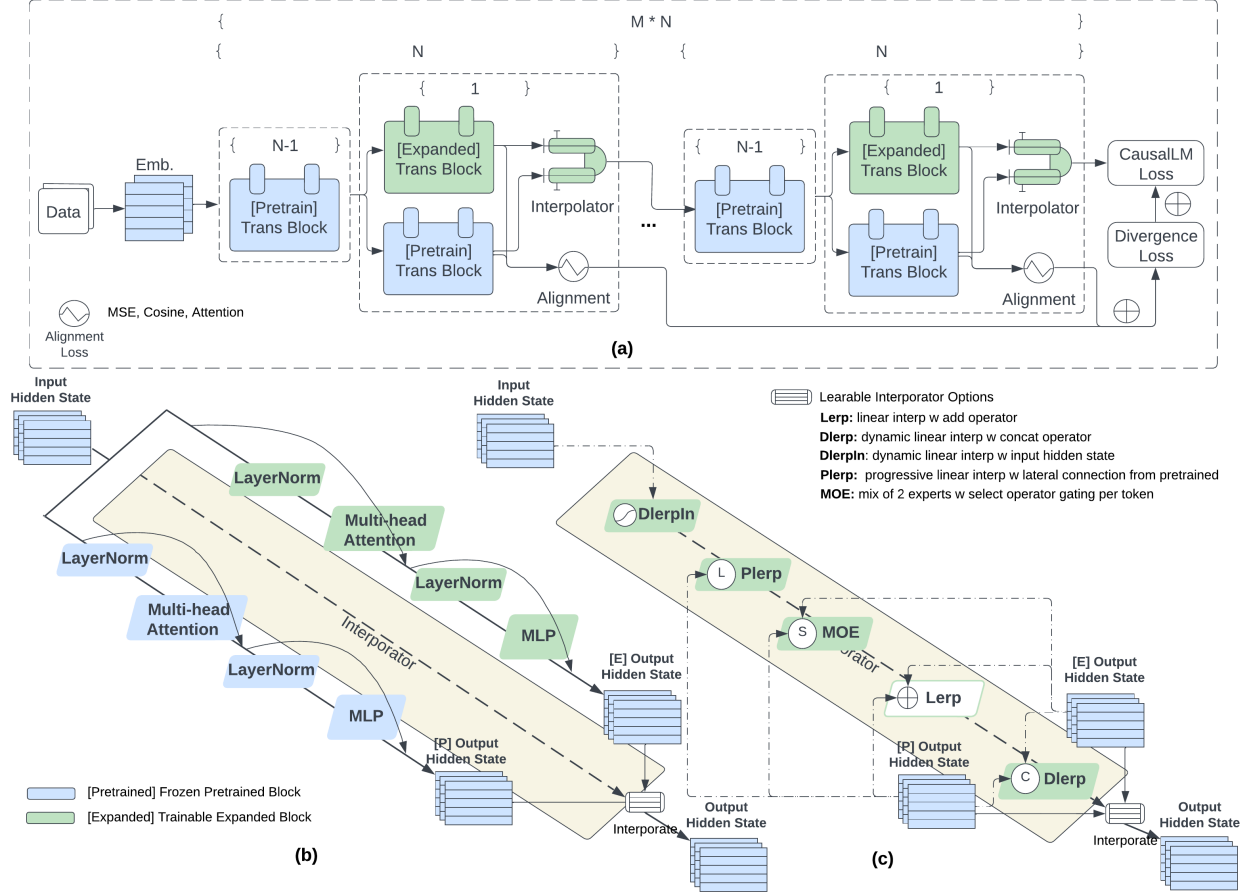 { M * N }
{ N } { N }
{ 1 } { 1 }
{ N-1 } { N-1 }
[Expanded]
Trans Block
[Expanded]
Trans Block
Emb.
Data
[Pretrain]
Trans Block
Interpolator
[Pretrain]
Trans Block
...
[Pretrain]
Trans Block
Interpolator
[Pretrain]
Trans Block
CausalLM
Loss
Divergence
Loss
Alignment
Alignment
MSE, Cosine, Attention
Alignment
Loss
(a)
Input
Hidden State
LayerNorm
Multi-head
Attention
LayerNorm
MLP
LayerNorm
Multi-head
Attention
LayerNorm
MLP
Interporator
[E] Output
Hidden State
[P] Output
Hidden State
Interporate
Output
Hidden State
[Pretrained] Frozen Pretrained Block
[Expanded] Trainable Expanded Block
(b)
Input
Hidden State
Learable Interporator Options
Lerp: linear interp w add operator
Dlerp: dynamic linear interp w concat operator
DlerpIn: dynamic linear interp w input hidden state
Plerp: progressive linear interp w lateral connection from pretrained
MOE: mix of 2 experts w select operator gating per token
DlerpIn
L Plerp
S MOE
orator
Lerp
C Dlerp
[E] Output
Hidden State
[P] Output
Hidden State
Interporate
Output
Hidden State
(c)